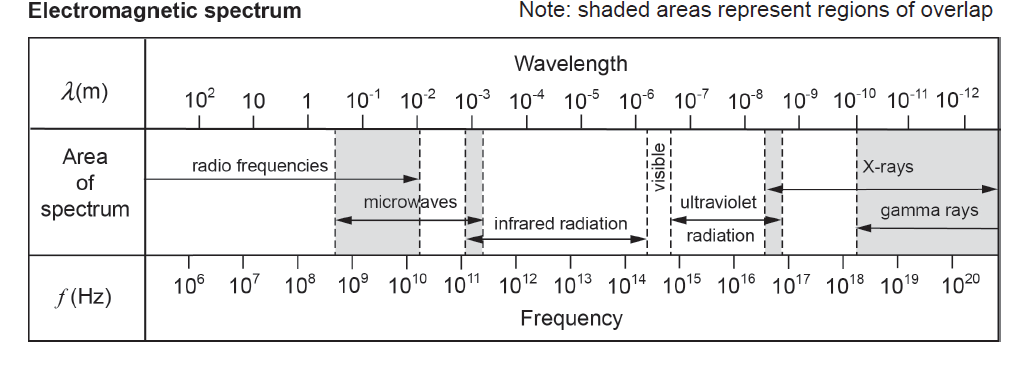 Electromagnetic spectrum
Note: shaded areas represent regions of overlap
Wavelength
λ(m)
10² 10 1 10⁻¹ 10⁻² 10⁻³ 10⁻⁴ 10⁻⁵ 10⁻⁶ 10⁻⁷ 10⁻⁸ 10⁻⁹ 10⁻¹⁰ 10⁻¹¹ 10⁻¹²
Area
of
spectrum
radio frequencies
microwaves
infrared radiation
visible
ultraviolet
radiation
X-rays
gamma rays
f (Hz)
10⁶ 10⁷ 10⁸ 10⁹ 10¹⁰ 10¹¹ 10¹² 10¹³ 10¹⁴ 10¹⁵ 10¹⁶ 10¹⁷ 10¹⁸ 10¹⁹ 10²⁰
Frequency